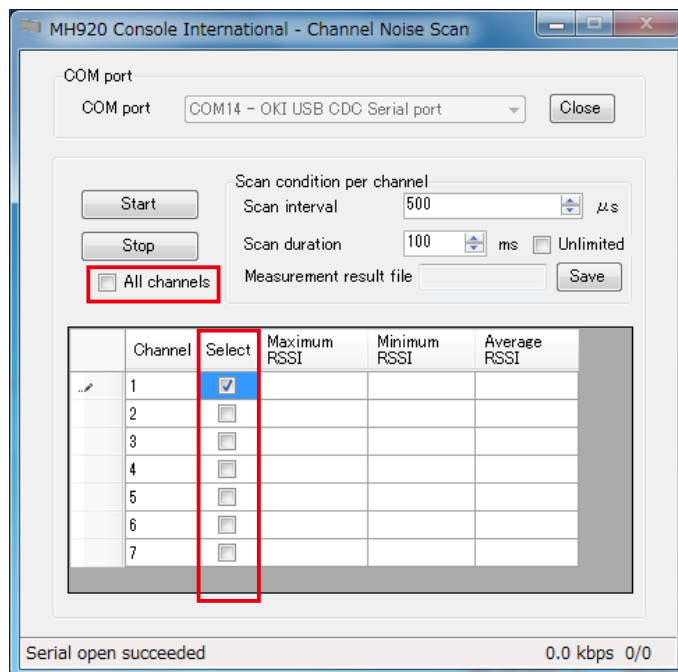 MH920 Console International - Channel Noise Scan
COM port
COM port COM14 - OKI USB CDC Serial port Close
Scan condition per channel
Start Scan interval 500 μs
Stop Scan duration 100 ms Unlimited
All channels Measurement result file Save
Channel Select Maximum RSSI Minimum RSSI Average RSSI
1
2
3
4
5
6
7
Serial open succeeded 0.0 kbps 0/0